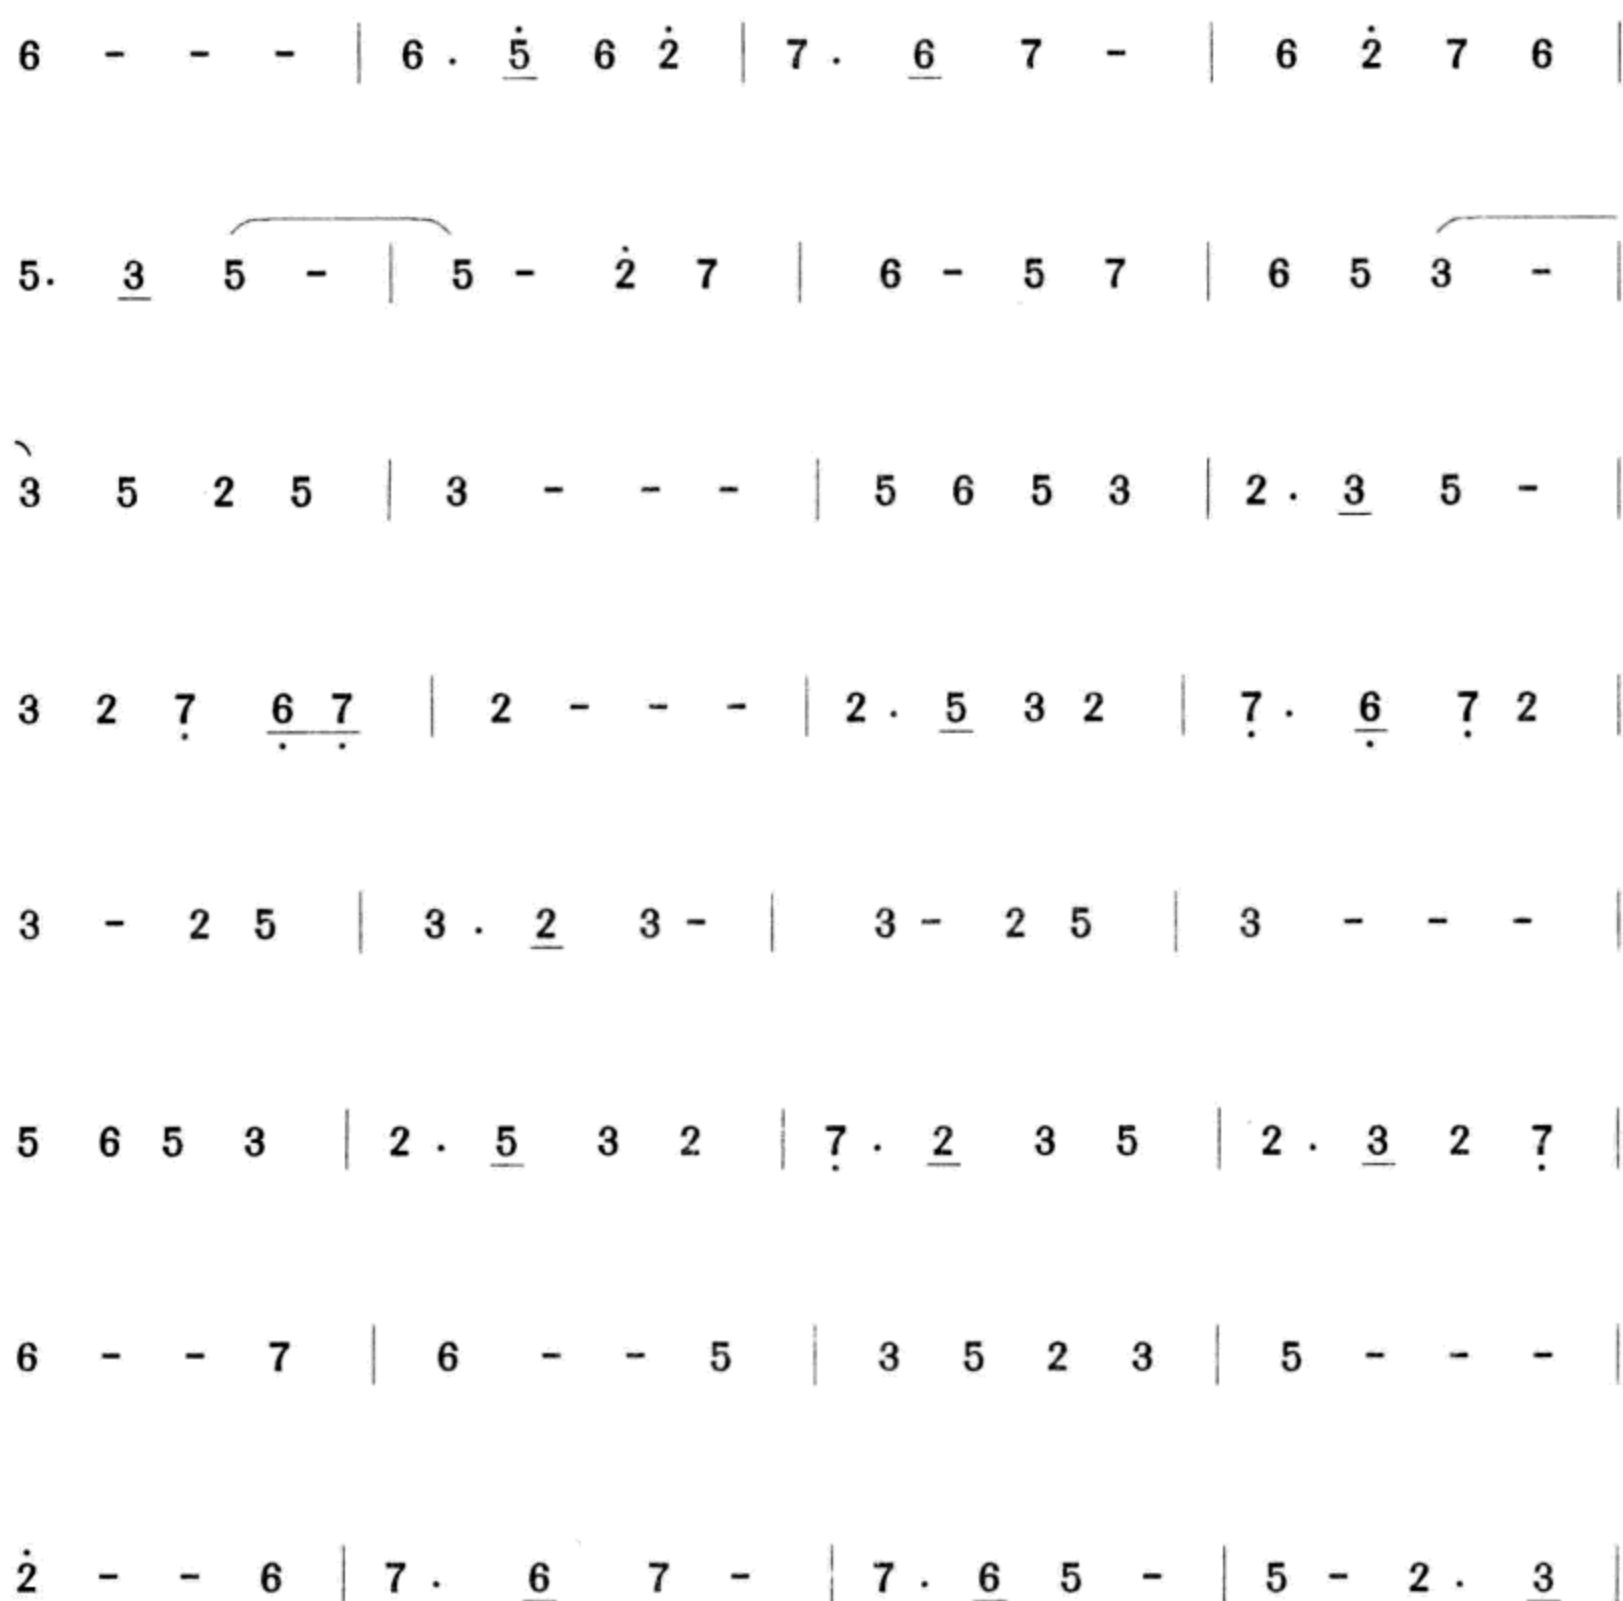 6 - - - | 6 . 5̲̇ 6 2̇ | 7 . 6̲ 7 - | 6 2̇ 7 6 |
5. 3̲ 5 - | 5 - 2̇ 7 | 6 - 5 7 | 6 5 3 - |
3 5 2 5 | 3 - - - | 5 6 5 3 | 2 . 3̲ 5 - |
3 2 7̣ 6̲̣ 7̲̣ | 2 - - - | 2 . 5̲ 3 2 | 7̣ . 6̲̣ 7̣ 2 |
3 - 2 5 | 3 . 2̲ 3 - | 3 - 2 5 | 3 - - - |
5 6 5 3 | 2 . 5̲ 3 2 | 7̣ . 2̲ 3 5 | 2 . 3̲ 2 7̣ |
6 - - 7 | 6 - - 5 | 3 5 2 3 | 5 - - - |
2̇ - - 6 | 7 . 6̲ 7 - | 7 . 6̲ 5 - | 5 - 2 . 3̲ |